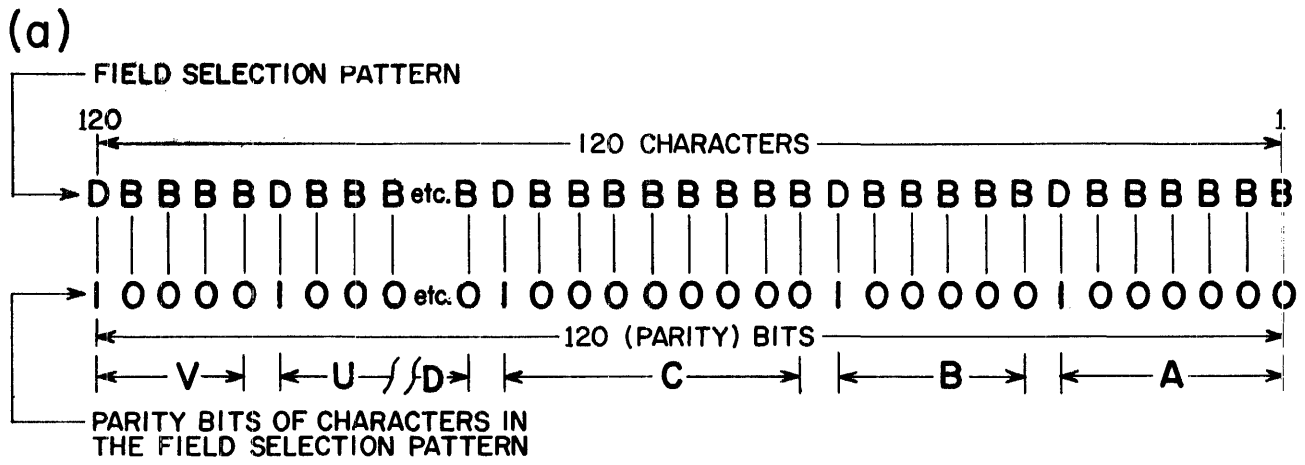 (a)
FIELD SELECTION PATTERN
120 1
120 CHARACTERS
D B B B B D B B B etc. B D B B B B B B B B D B B B B B D B B B B B B
1 0 0 0 0 1 0 0 0 etc. 0 1 0 0 0 0 0 0 0 0 1 0 0 0 0 0 1 0 0 0 0 0 0
120 (PARITY) BITS
V U D C B A
PARITY BITS OF CHARACTERS IN
THE FIELD SELECTION PATTERN